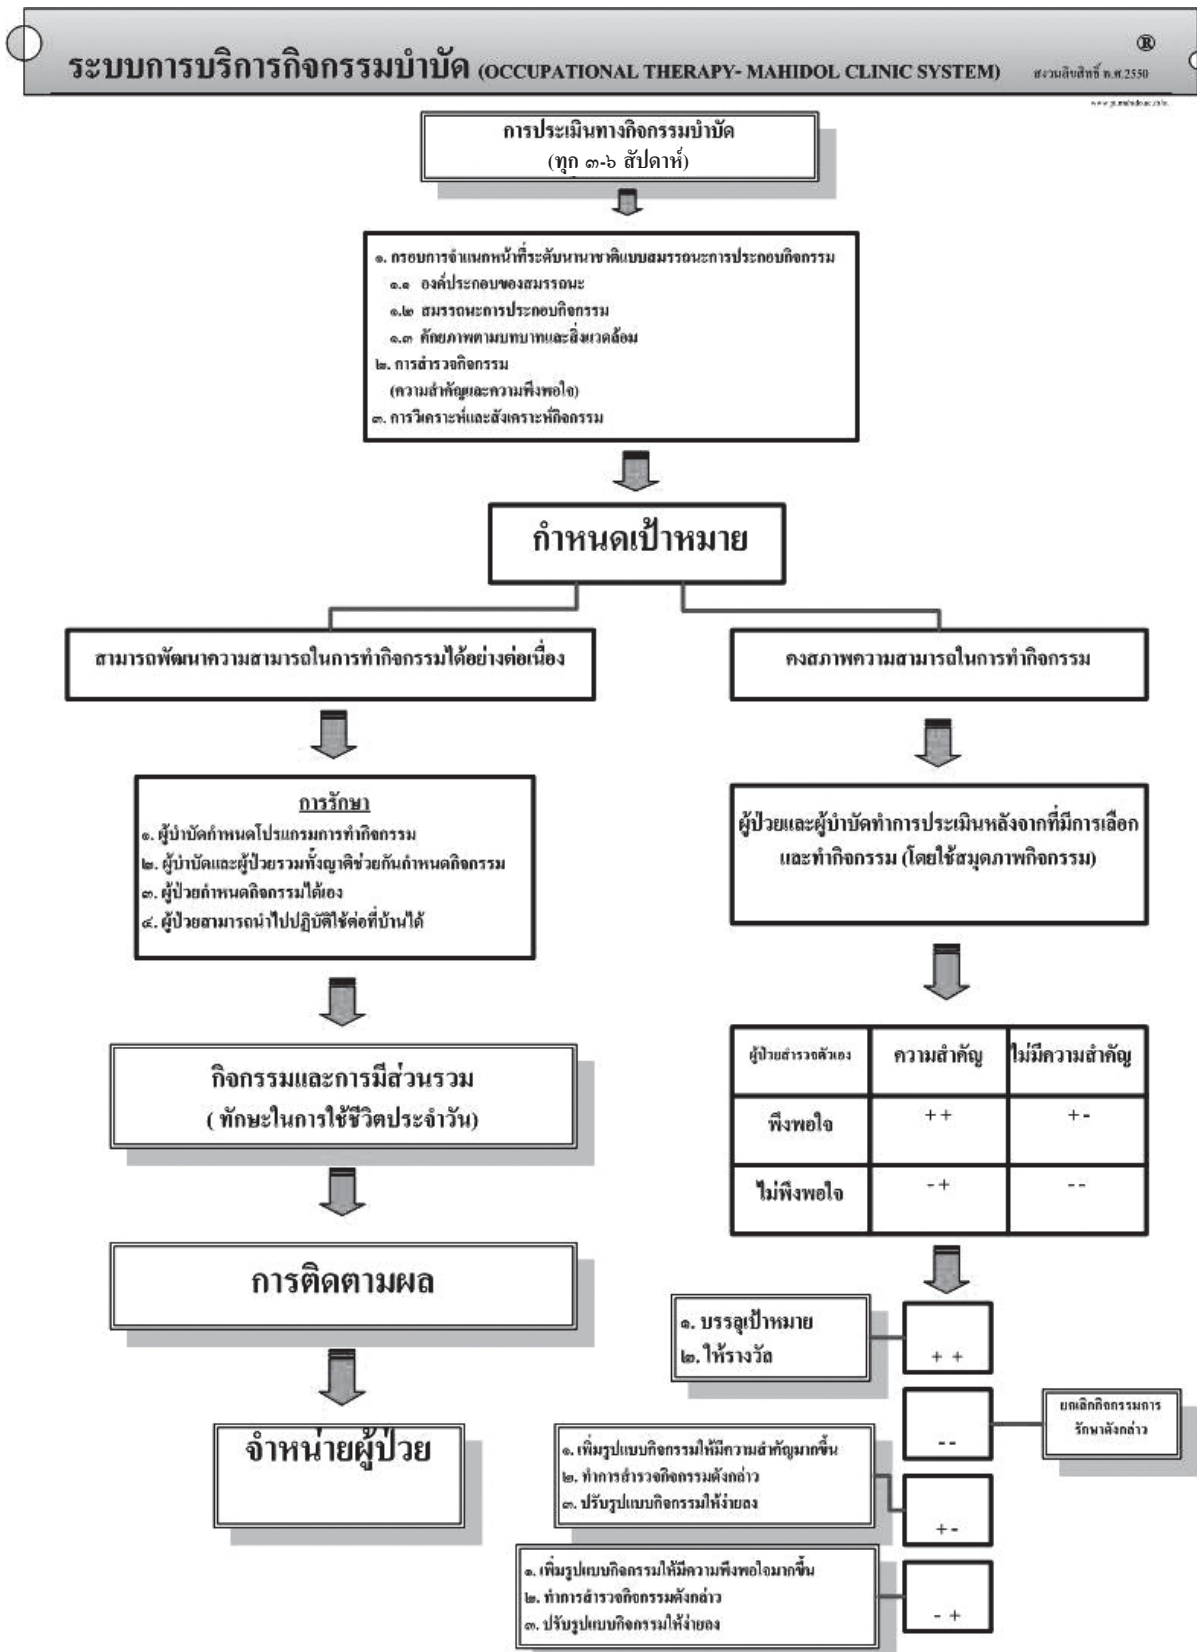 ระบบการบริการกิจกรรมบำบัด (OCCUPATIONAL THERAPY- MAHIDOL CLINIC SYSTEM)
®
สงวนลิขสิทธิ์ พ.ศ.2550
การประเมินทางกิจกรรมบำบัด
(ทุก ๓-๖ สัปดาห์)
๑. กรอบการจำแนกหน้าที่ระดับนานาชาติแบบสมรรถนะการประกอบกิจกรรม
๑.๑ องค์ประกอบของสมรรถนะ
๑.๒ สมรรถนะการประกอบกิจกรรม
๑.๓ ศักยภาพตามบทบาทและสิ่งแวดล้อม
๒. การสำรวจกิจกรรม
(ความสำคัญและความพึงพอใจ)
๓. การวิเคราะห์และสังเคราะห์กิจกรรม
กำหนดเป้าหมาย
สามารถพัฒนาความสามารถในการทำกิจกรรมได้อย่างต่อเนื่อง
การรักษา
๑. ผู้บำบัดกำหนดโปรแกรมการทำกิจกรรม
๒. ผู้บำบัดและผู้ป่วยรวมทั้งญาติช่วยกันกำหนดกิจกรรม
๓. ผู้ป่วยกำหนดกิจกรรมได้เอง
๔. ผู้ป่วยสามารถนำไปปฏิบัติใช้ต่อที่บ้านได้
กิจกรรมและการมีส่วนรวม
( ทักษะในการใช้ชีวิตประจำวัน)
การติดตามผล
จำหน่ายผู้ป่วย
คงสภาพความสามารถในการทำกิจกรรม
ผู้ป่วยและผู้บำบัดทำการประเมินหลังจากที่มีการเลือก
และทำกิจกรรม (โดยใช้สมุดภาพกิจกรรม)
ผู้ป่วยสำรวจตัวเอง ความสำคัญ ไม่มีความสำคัญ
พึงพอใจ ++ +-
ไม่พึงพอใจ -+ --
๑. บรรลุเป้าหมาย
๒. ให้รางวัล
+ +
--
ยกเลิกกิจกรรมการ
รักษาดังกล่าว
๑. เพิ่มรูปแบบกิจกรรมให้มีความสำคัญมากขึ้น
๒. ทำการสำรวจกิจกรรมดังกล่าว
๓. ปรับรูปแบบกิจกรรมให้ง่ายลง
+ -
๑. เพิ่มรูปแบบกิจกรรมให้มีความพึงพอใจมากขึ้น
๒. ทำการสำรวจกิจกรรมดังกล่าว
๓. ปรับรูปแบบกิจกรรมให้ง่ายลง
- +